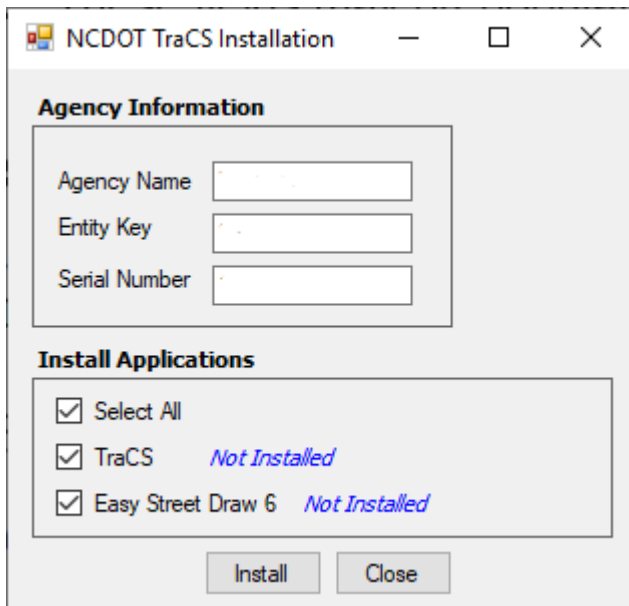 NCDOT TraCS Installation
Agency Information
Agency Name
Entity Key
Serial Number
Install Applications
Select All
TraCS Not Installed
Easy Street Draw 6 Not Installed
Install Close